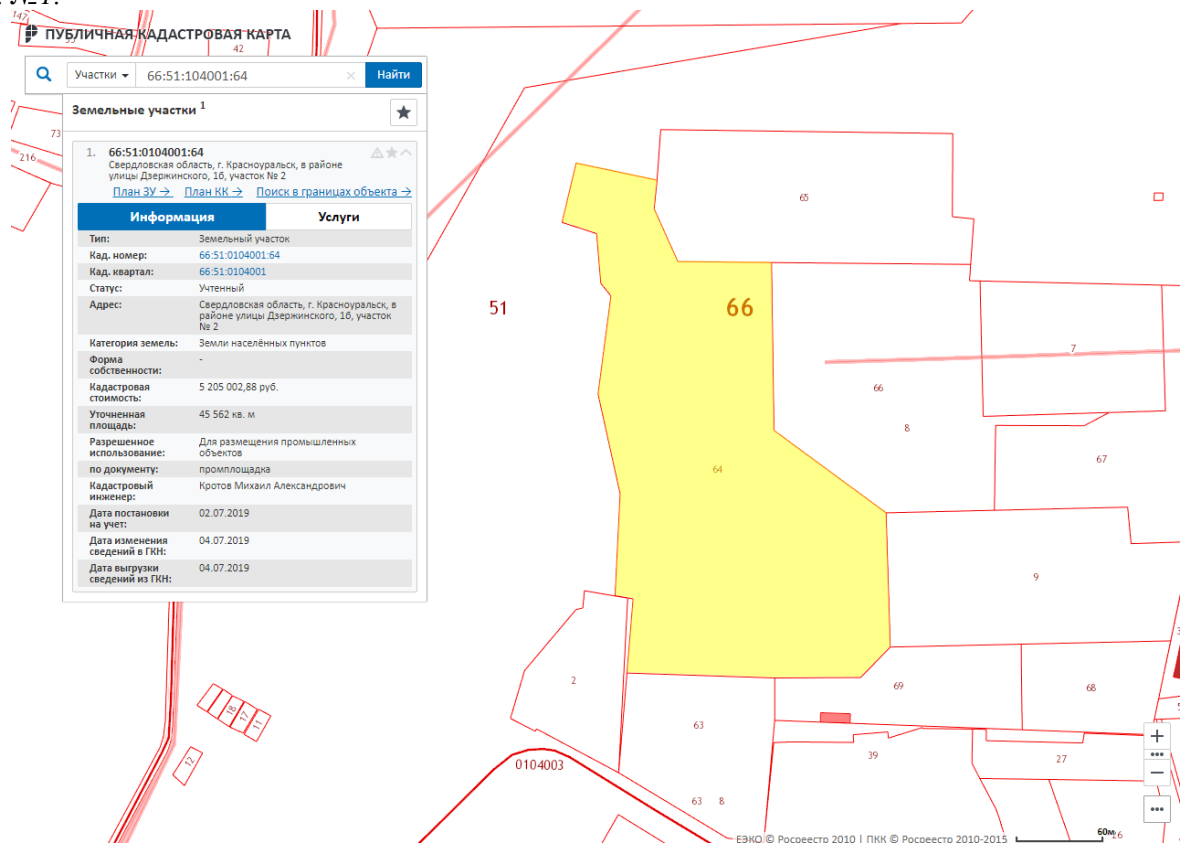 №1.
147
ПУБЛИЧНАЯ КАДАСТРОВАЯ КАРТА
42
Участки
66:51:104001:64
×
Найти
Земельные участки 1
73
216
1. 66:51:0104001:64
Свердловская область, г. Красноуральск, в районе
улицы Дзержинского, 1б, участок № 2
План ЗУ → План КК → Поиск в границах объекта →
Информация Услуги
Тип: Земельный участок
Кад. номер: 66:51:0104001:64
Кад. квартал: 66:51:0104001
Статус: Учтенный
Адрес: Свердловская область, г. Красноуральск, в
районе улицы Дзержинского, 1б, участок
№ 2
Категория земель: Земли населённых пунктов
Форма -
собственности:
Кадастровая 5 205 002,88 руб.
стоимость:
Уточненная 45 562 кв. м
площадь:
Разрешенное Для размещения промышленных
использование: объектов
по документу: промплощадка
Кадастровый Кротов Михаил Александрович
инженер:
Дата постановки 02.07.2019
на учет:
Дата изменения 04.07.2019
сведений в ГКН:
Дата выгрузки 04.07.2019
сведений из ГКН:
65
51
66
7
66
8
67
64
9
2
69
68
18
17
11
12
63
39
27
0104003
63 8
ЕЭКО © Росреестр 2010 | ПКК © Росреестр 2010-2015
60м
26